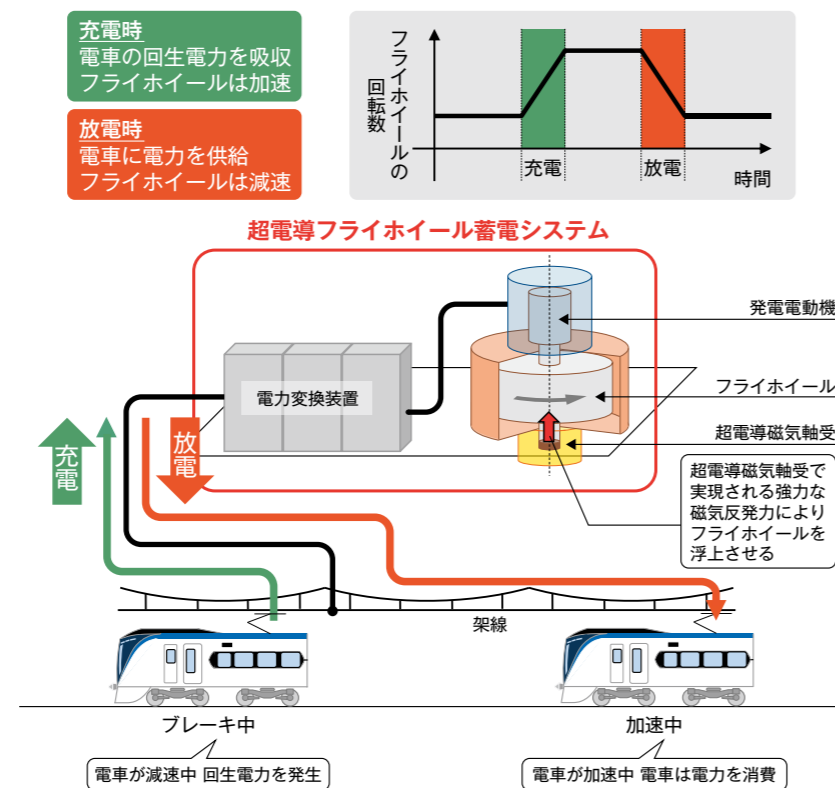 充電時
電車の回生電力を吸収
フライホイールは加速
放電時
電車に電力を供給
フライホイールは減速
フライホイールの
回転数
充電
放電
時間
超電導フライホイール蓄電システム
発電電動機
電力変換装置
フライホイール
超電導磁気軸受
充電
放電
超電導磁気軸受で
実現される強力な
磁気反発力により
フライホイールを
浮上させる
架線
ブレーキ中
加速中
電車が減速中 回生電力を発生
電車が加速中 電車は電力を消費